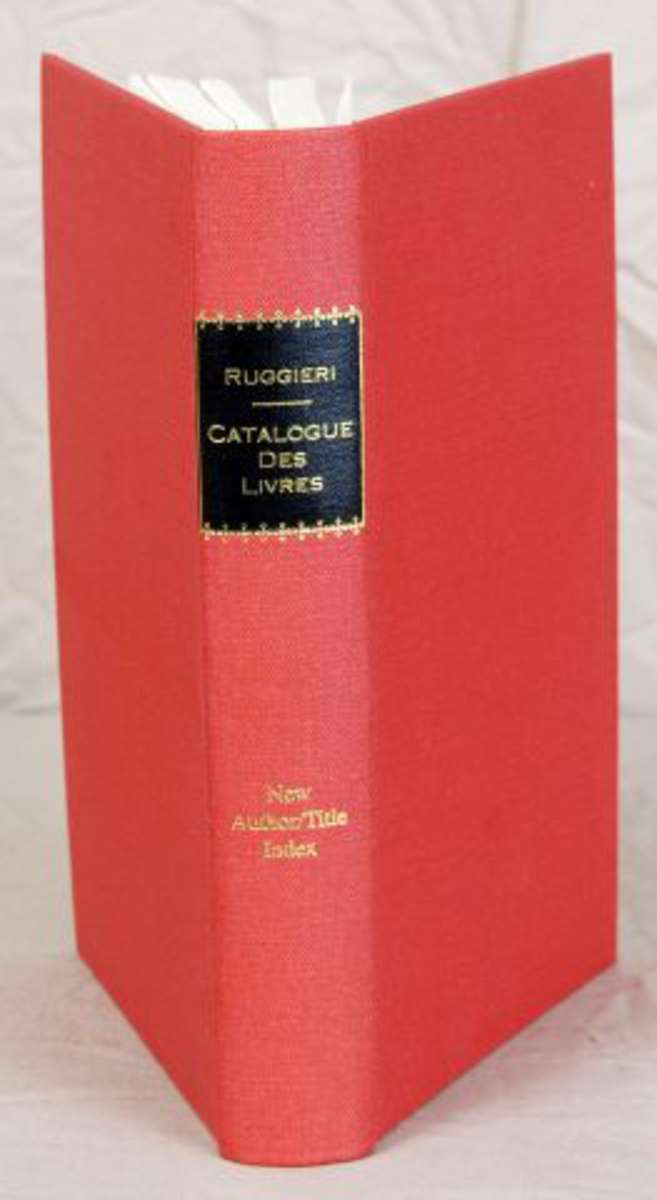 RUGGIERI
CATALOGUE
DES
LIVRES
New
Author/Title
Index